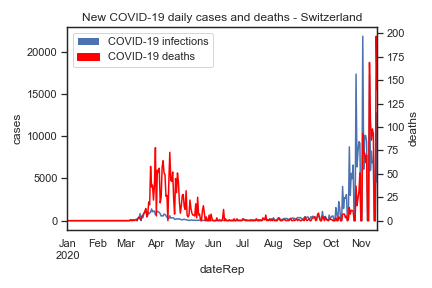 New COVID-19 daily cases and deaths - Switzerland
COVID-19 infections
COVID-19 deaths
20000
15000
10000
5000
0
cases
200
175
150
125
100
75
50
25
0
deaths
Jan Feb Mar Apr May Jun Jul Aug Sep Oct Nov
2020
dateRep